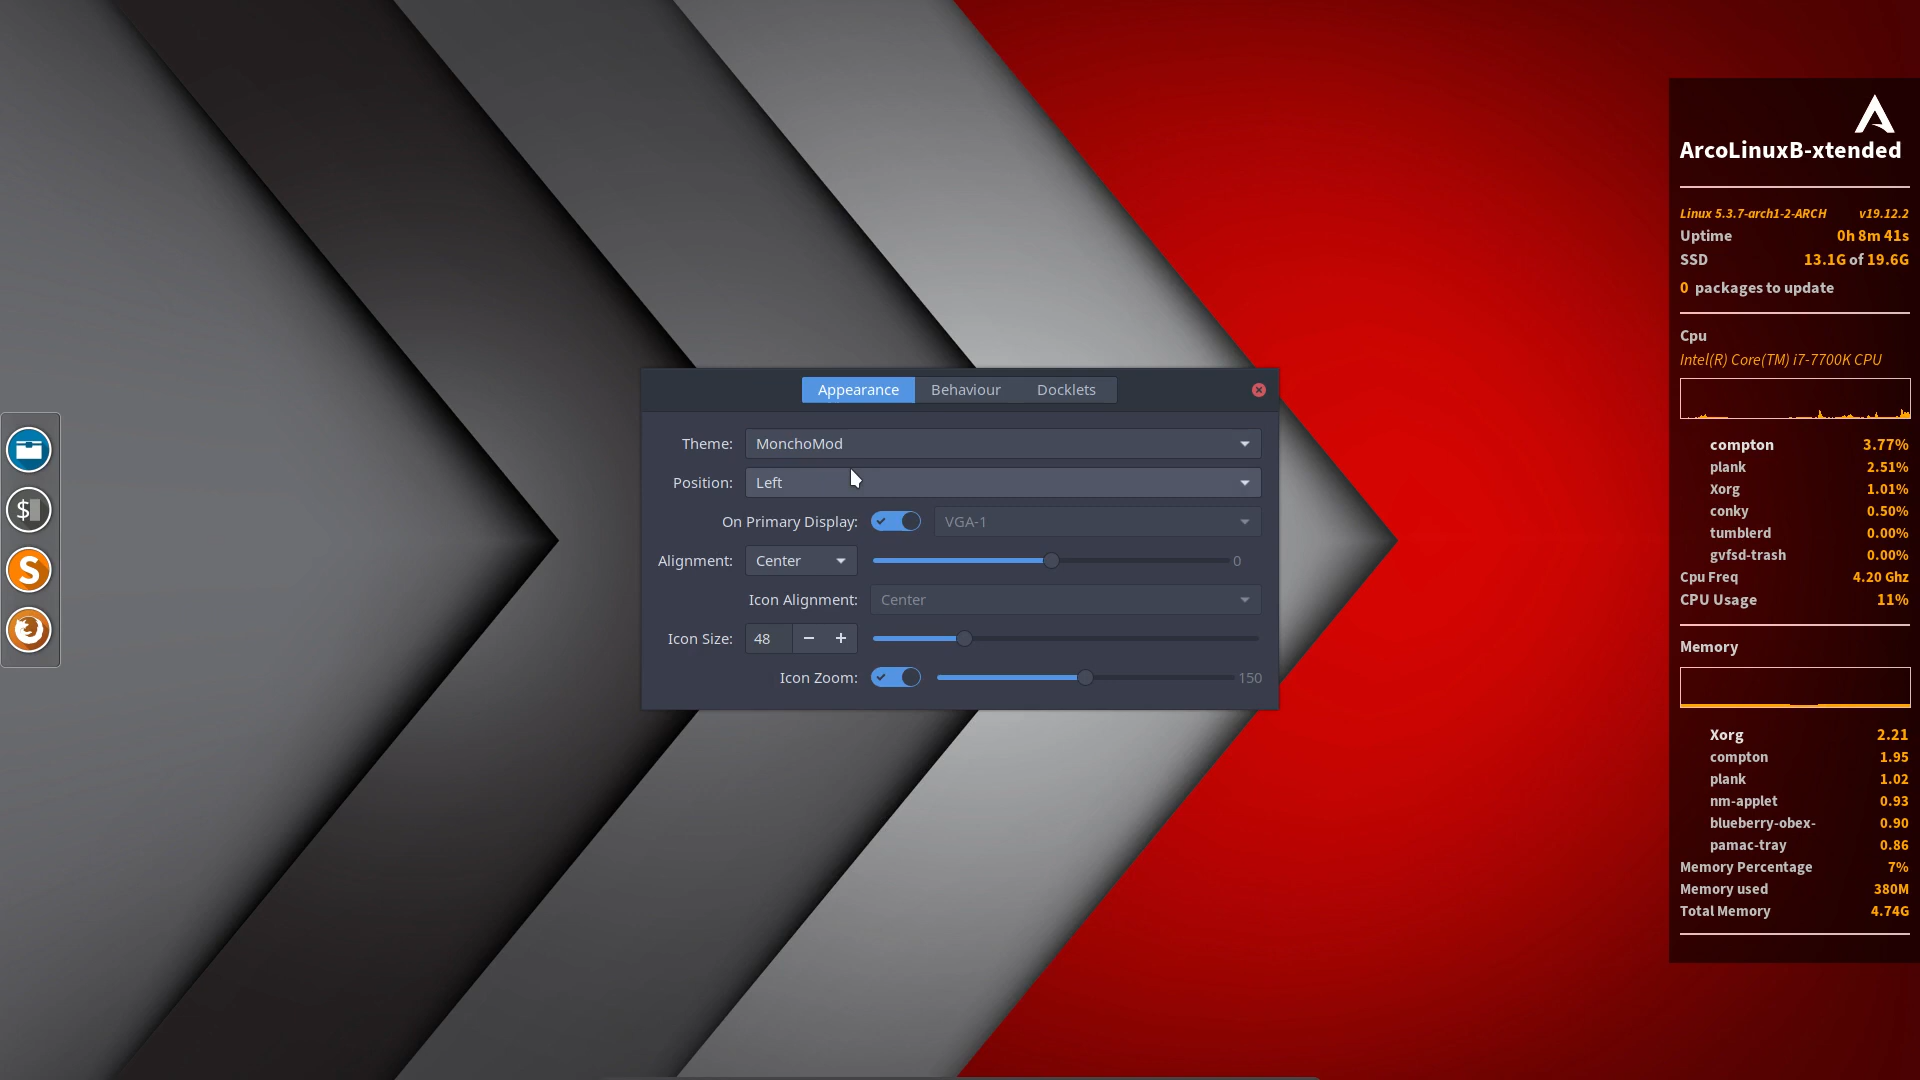 Appearance Behaviour Docklets
Theme: MonchoMod
Position: Left
On Primary Display: VGA-1
Alignment: Center 0
Icon Alignment: Center
Icon Size: 48 − +
Icon Zoom: 150
$
S
ArcoLinuxB-xtended
Linux 5.3.7-arch1-2-ARCH v19.12.2
Uptime 0h 8m 41s
SSD 13.1G of 19.6G
0 packages to update
Cpu
Intel(R) Core(TM) i7-7700K CPU
compton 3.77%
plank 2.51%
Xorg 1.01%
conky 0.50%
tumblerd 0.00%
gvfsd-trash 0.00%
Cpu Freq 4.20 Ghz
CPU Usage 11%
Memory
Xorg 2.21
compton 1.95
plank 1.02
nm-applet 0.93
blueberry-obex- 0.90
pamac-tray 0.86
Memory Percentage 7%
Memory used 380M
Total Memory 4.74G